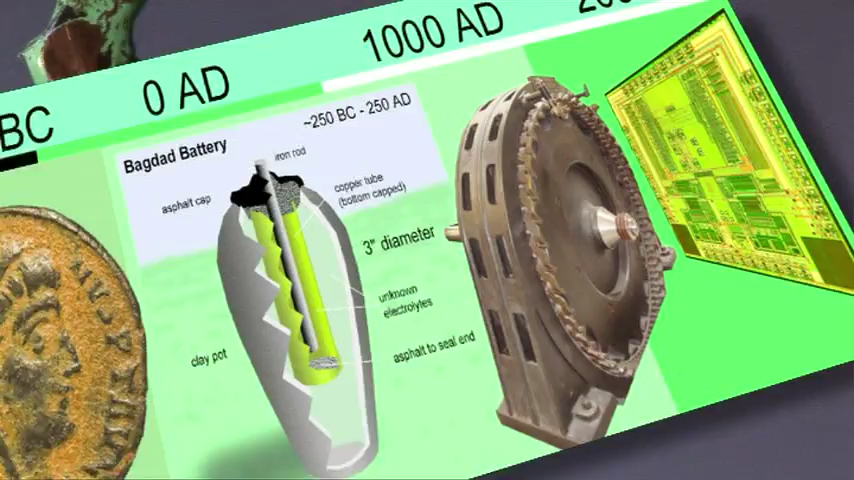 BC
0 AD
1000 AD
Bagdad Battery
~250 BC - 250 AD
iron rod
asphalt cap
copper tube
(bottom capped)
3" diameter
unknown
electrolytes
clay pot
asphalt to seal end